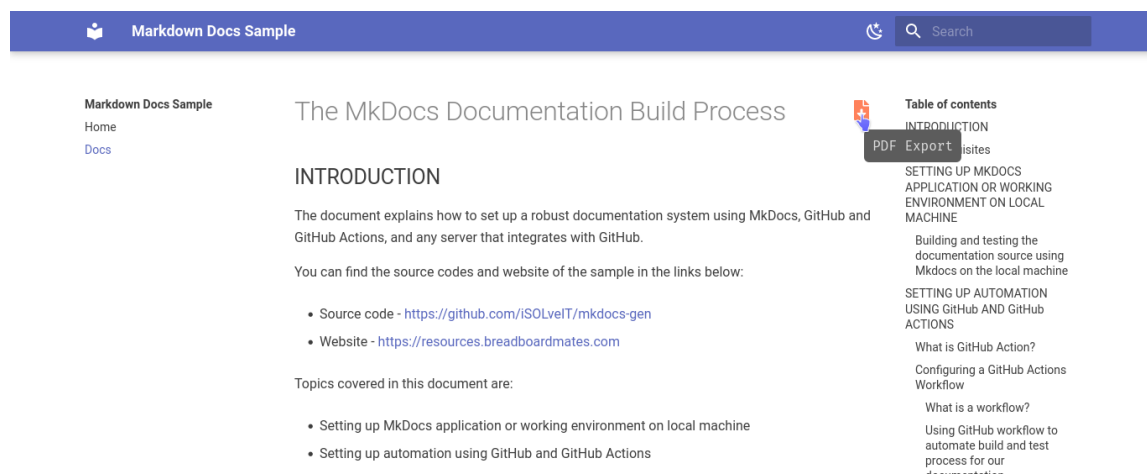 Markdown Docs Sample
Search
Markdown Docs Sample
Home
Docs
The MkDocs Documentation Build Process
PDF Export
INTRODUCTION
The document explains how to set up a robust documentation system using MkDocs, GitHub and
GitHub Actions, and any server that integrates with GitHub.
You can find the source codes and website of the sample in the links below:
Source code - https://github.com/iSOLveIT/mkdocs-gen
Website - https://resources.breadboardmates.com
Topics covered in this document are:
Setting up MkDocs application or working environment on local machine
Setting up automation using GitHub and GitHub Actions
Table of contents
INTRODUCTION
SETTING UP MKDOCS
APPLICATION OR WORKING
ENVIRONMENT ON LOCAL
MACHINE
Building and testing the
documentation source using
Mkdocs on the local machine
SETTING UP AUTOMATION
USING GitHub AND GitHub
ACTIONS
What is GitHub Action?
Configuring a GitHub Actions
Workflow
What is a workflow?
Using GitHub workflow to
automate build and test
process for our